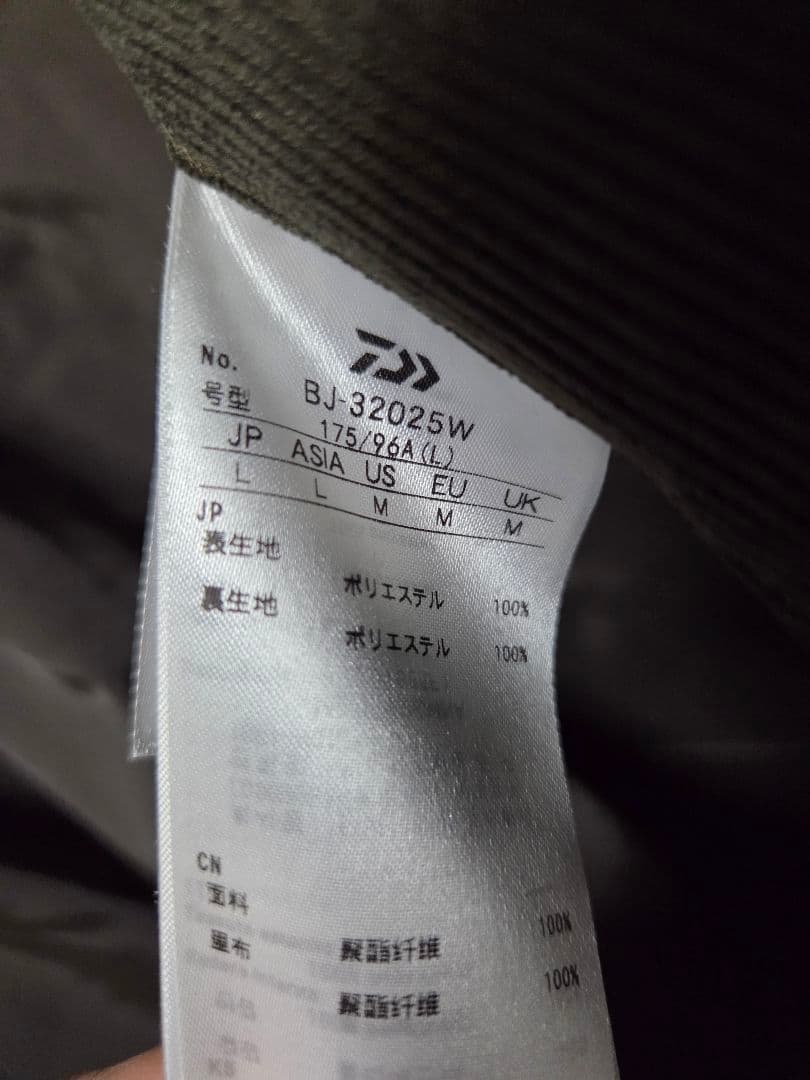 No. BJ-32025W
号型 175/96A(L)
JP ASIA US EU UK
L L M M M
JP
表生地 ポリエステル 100%
裏生地 ポリエステル 100%
CN
面料 聚酯纤维 100%
里布 聚酯纤维 100%